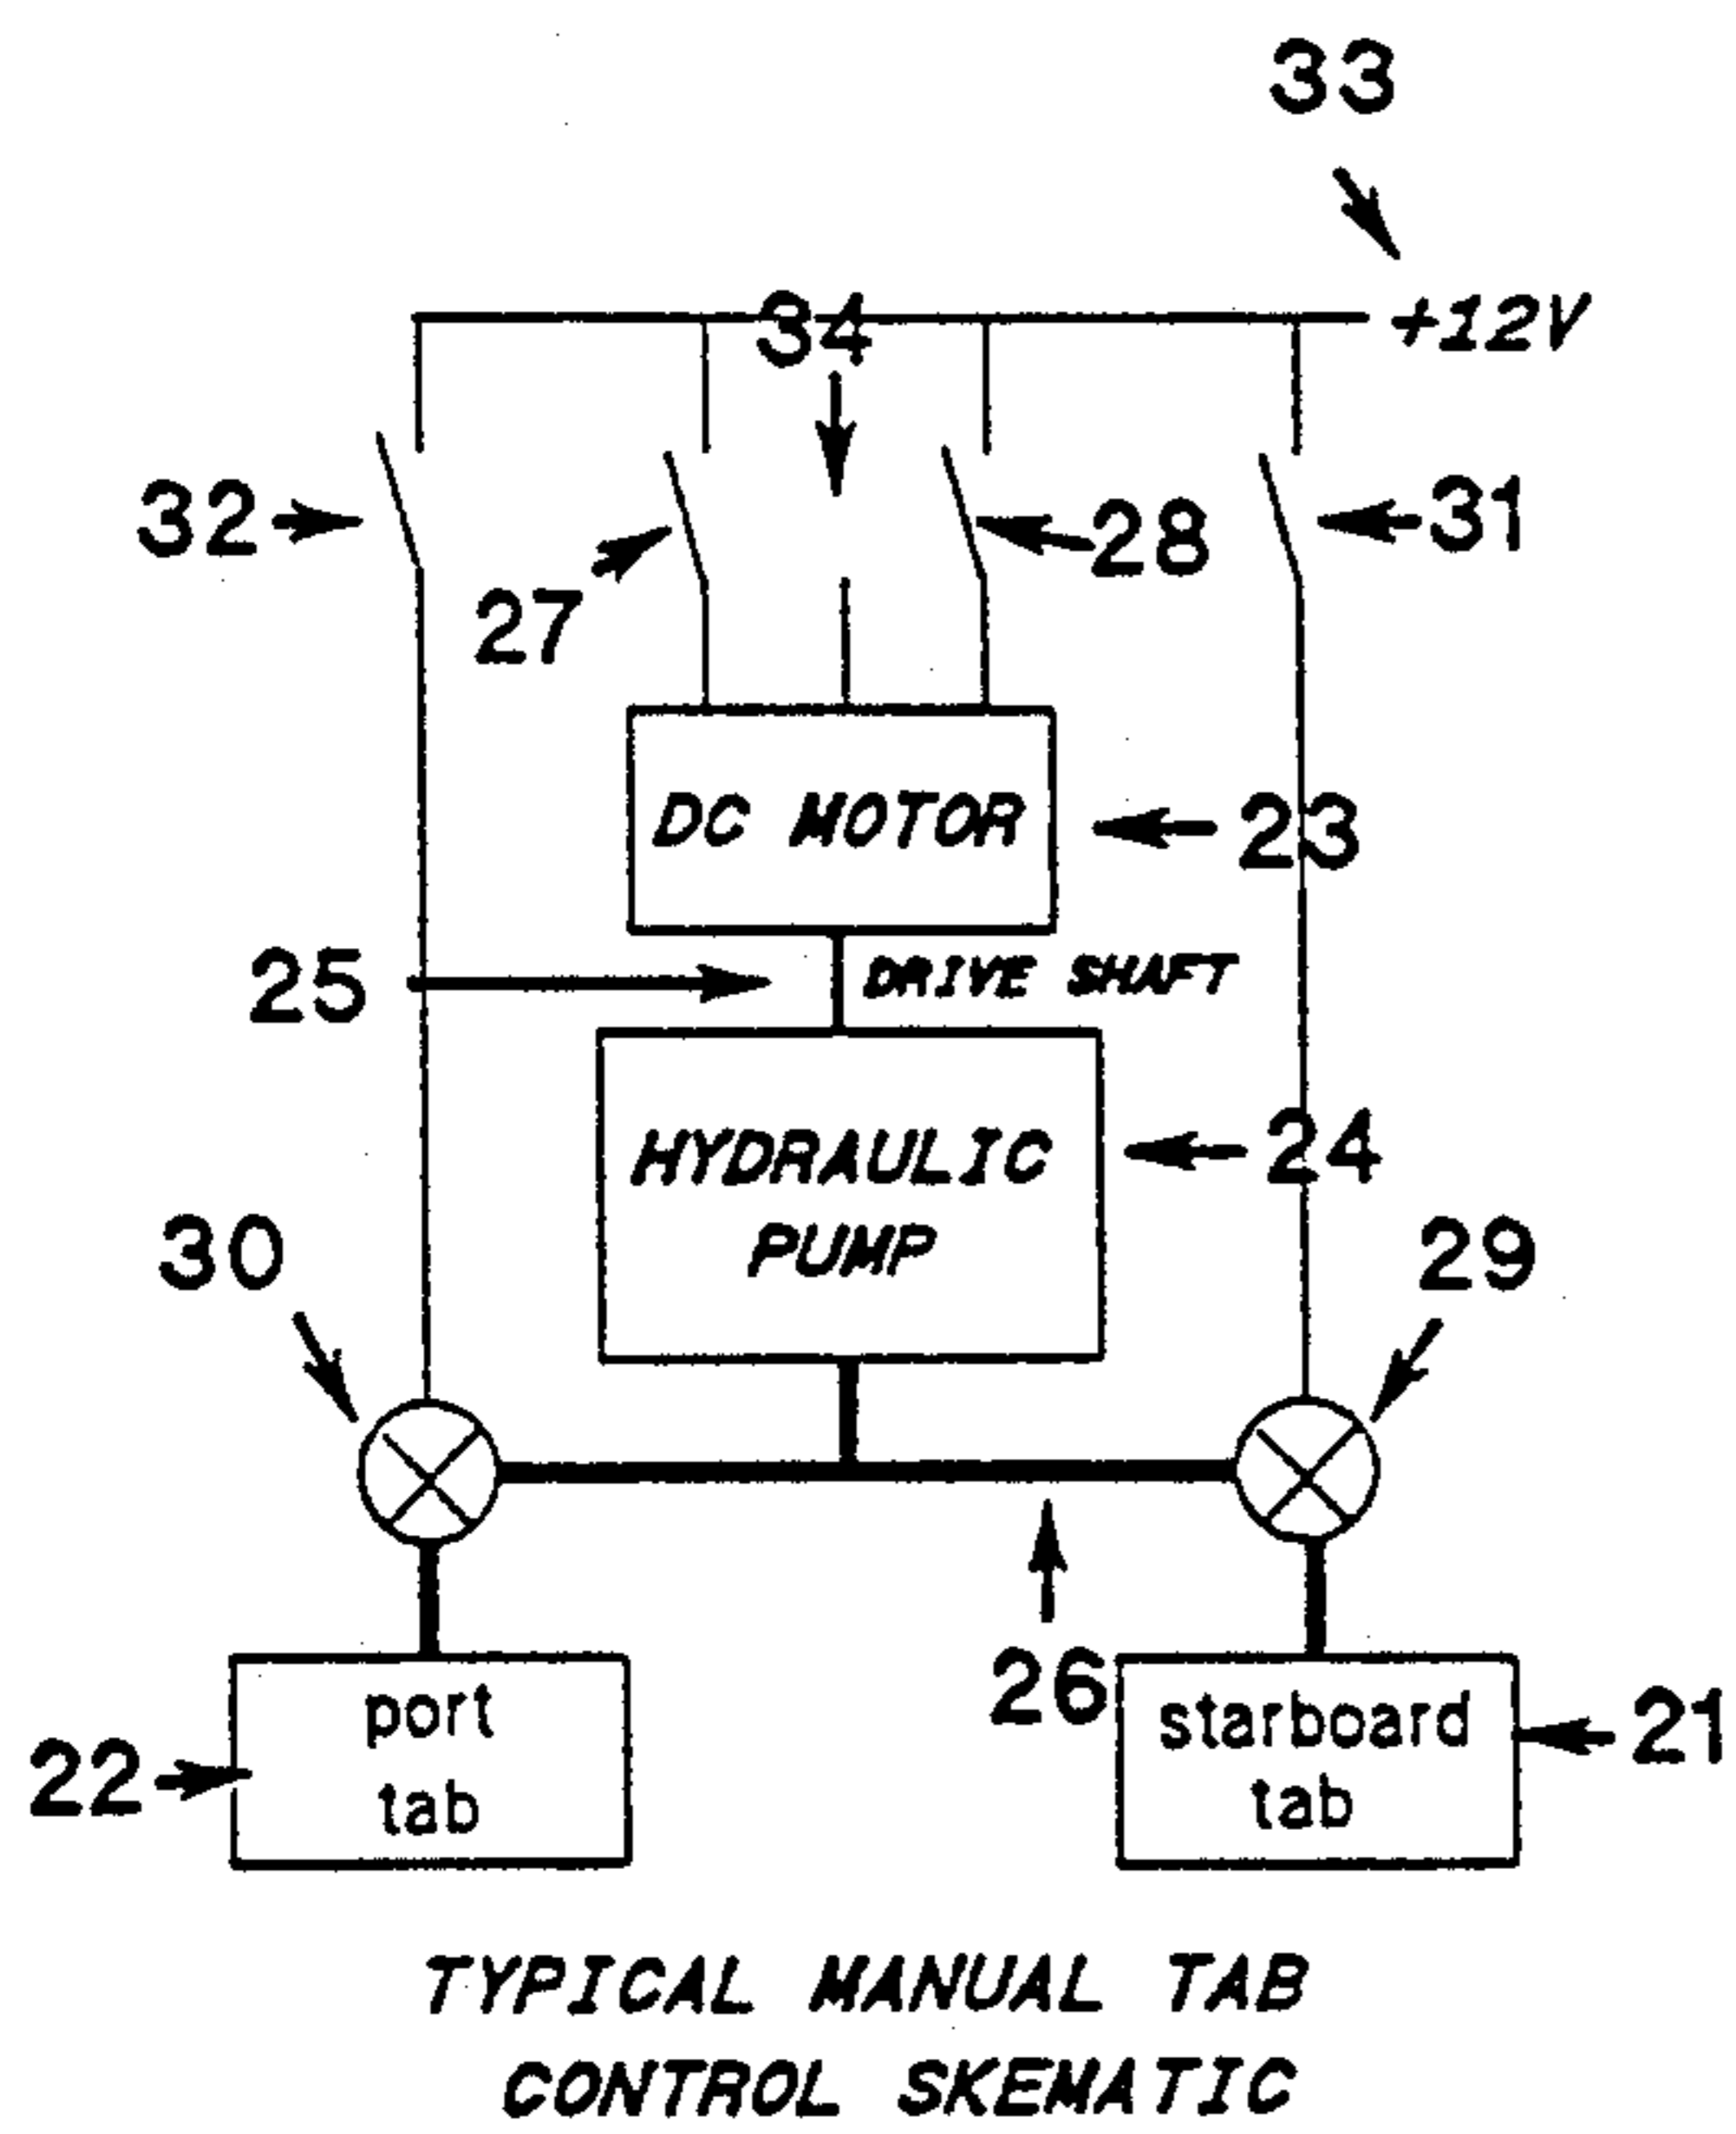 33
+12V
34
32
27
28
31
DC MOTOR
23
25
DRIVE SHAFT
HYDRAULIC
PUMP
24
30
29
26
port
tab
22
starboard
tab
21
TYPICAL MANUAL TAB
CONTROL SKEMATIC